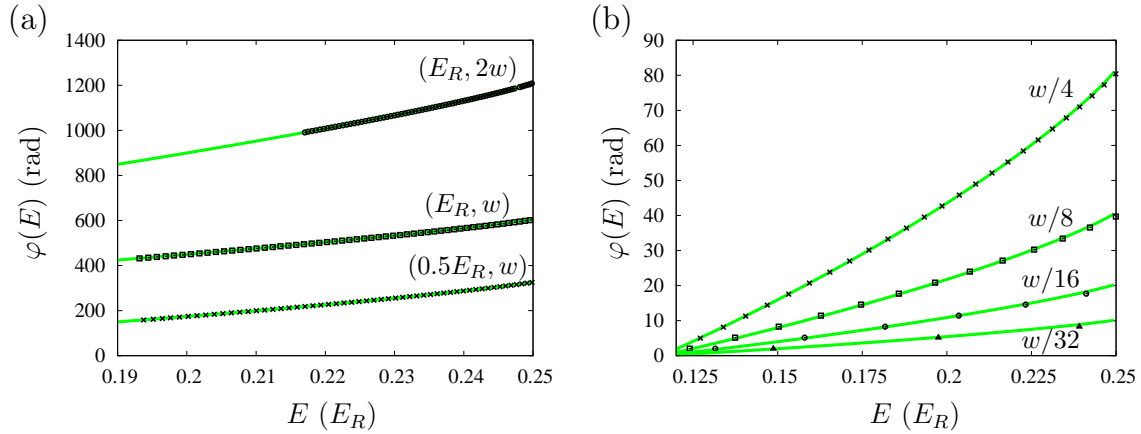 (a)
φ(E) (rad)
1400
1200
1000
800
600
400
200
0
(E_R, 2w)
(E_R, w)
(0.5E_R, w)
0.19 0.2 0.21 0.22 0.23 0.24 0.25
E (E_R)
(b)
φ(E) (rad)
90
80
70
60
50
40
30
20
10
0
w/4
w/8
w/16
w/32
0.125 0.15 0.175 0.2 0.225 0.25
E (E_R)